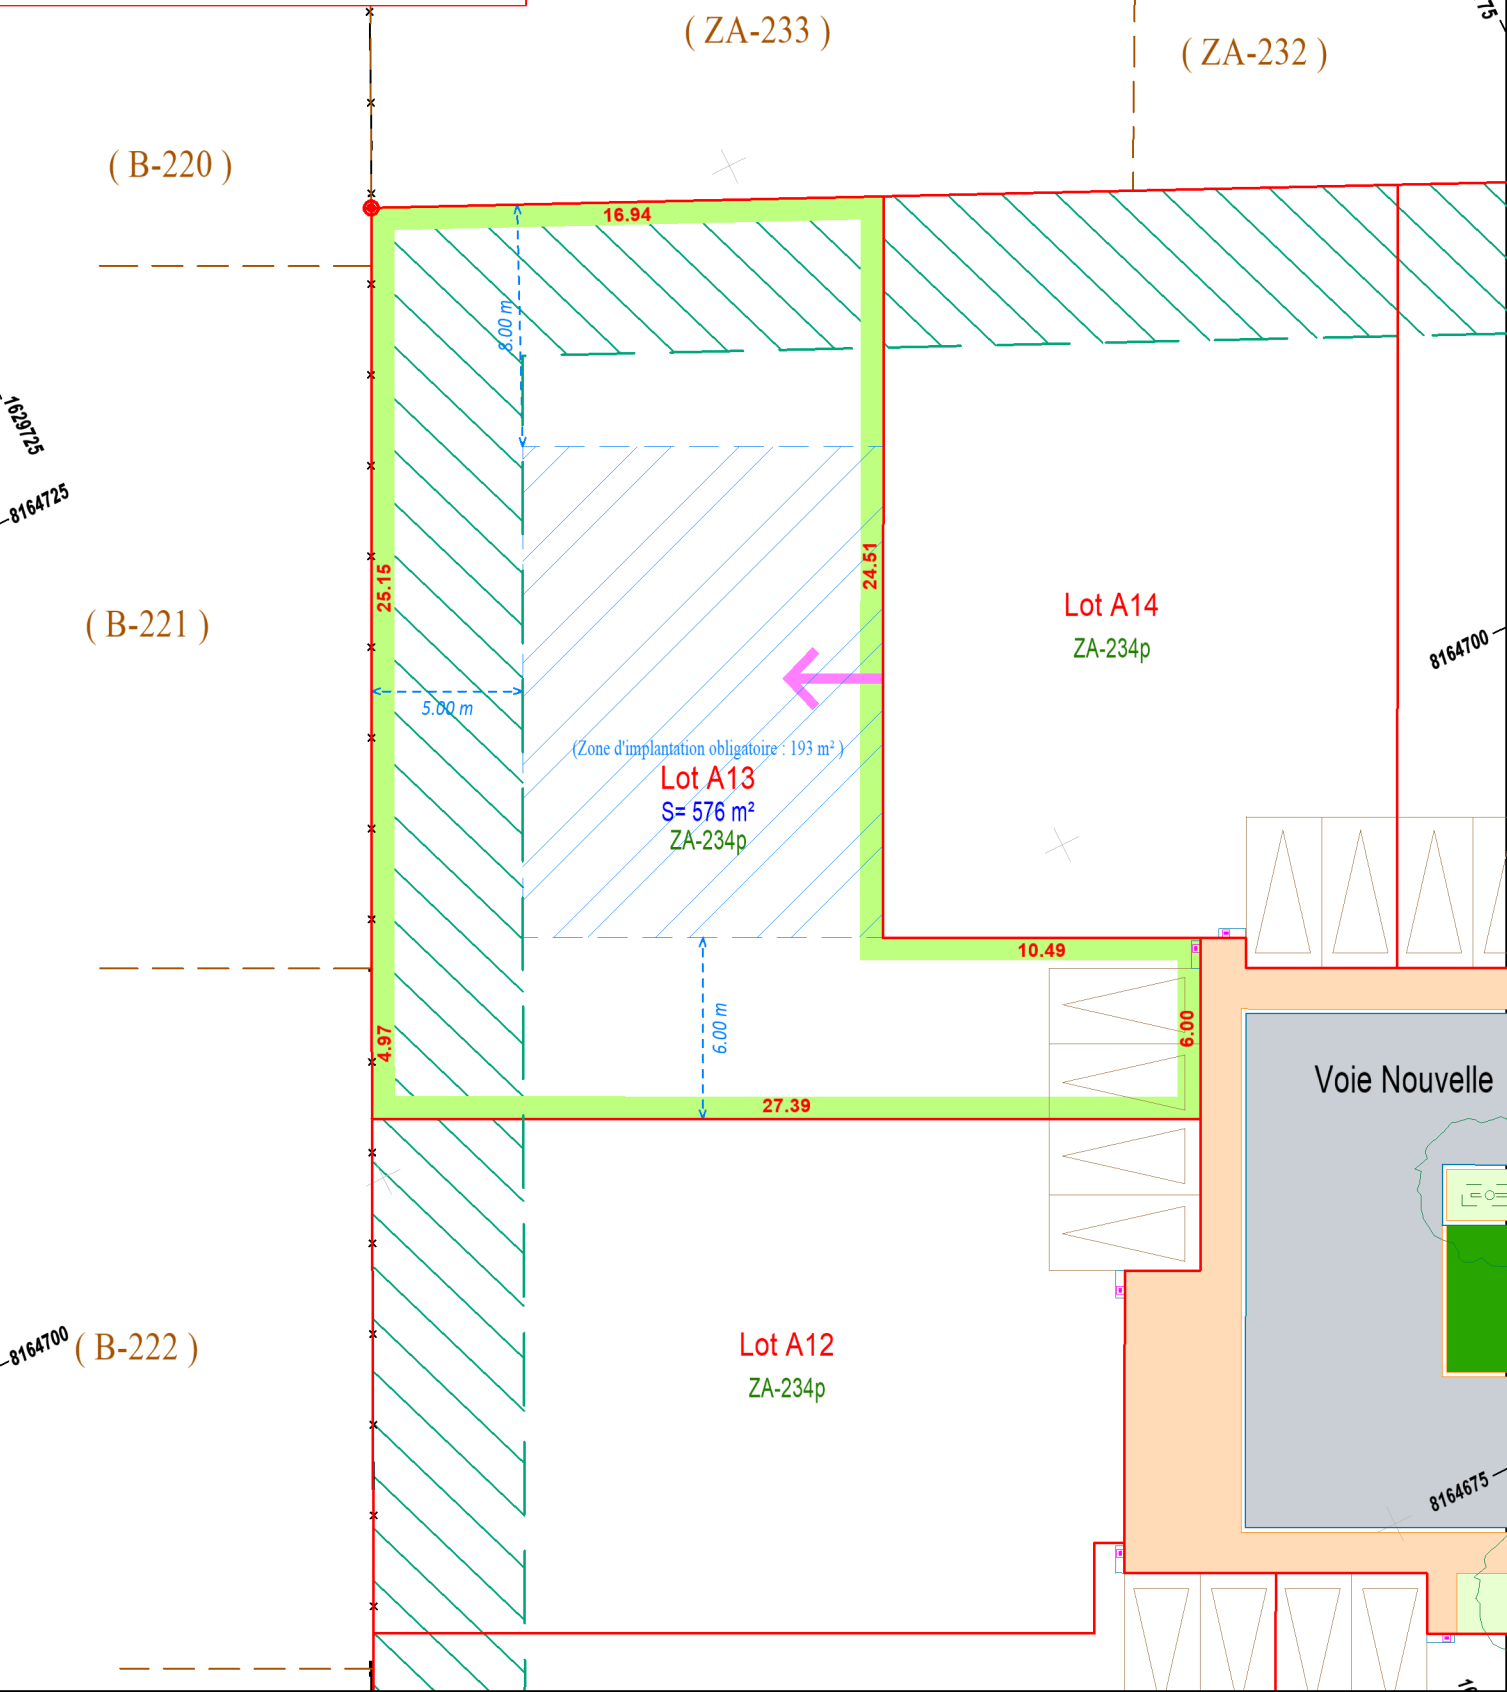 75
( ZA-233 )
( ZA-232 )
( B-220 )
16.94
8.00 m
1629725
8164725
25.15
24.51
( B-221 )
Lot A14
ZA-234p
8164700
5.00 m
(Zone d'implantation obligatoire : 193 m² )
Lot A13
S= 576 m²
ZA-234p
10.49
4.97
6.00 m
6.00
Voie Nouvelle
27.39
8164700
( B-222 )
Lot A12
ZA-234p
8164675